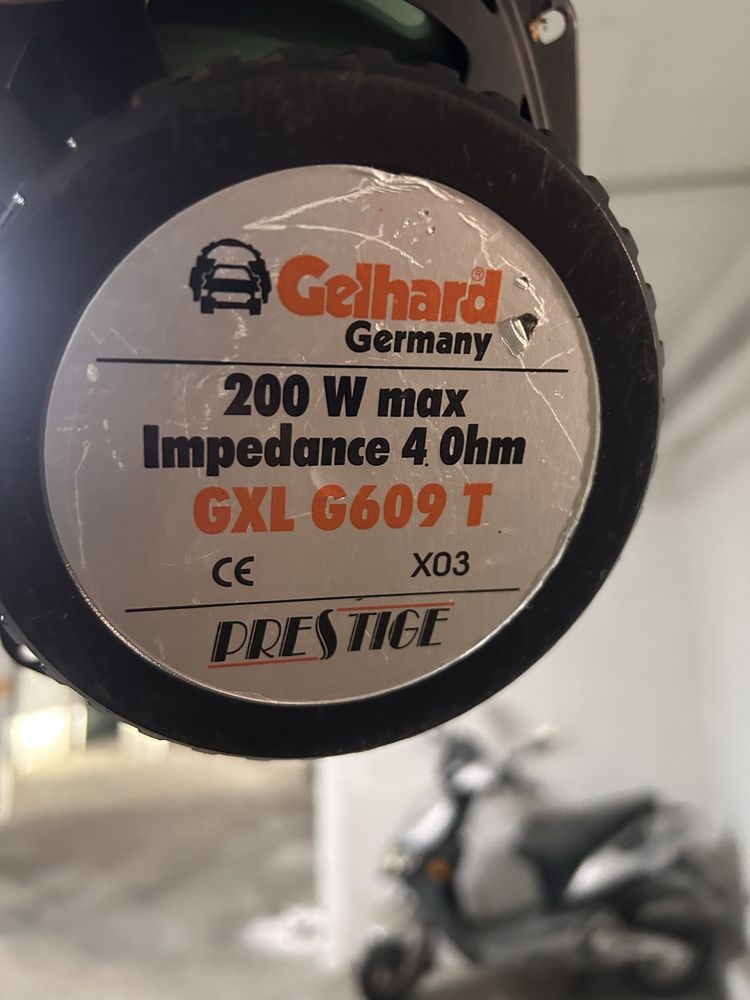 Gelhard®
Germany
200 W max
Impedance 4 Ohm
GXL G609 T
CE X03
PRESTIGE